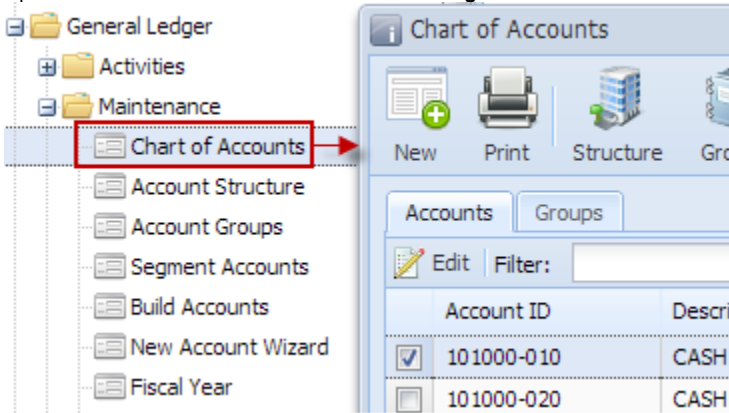 General Ledger
Activities
Maintenance
Chart of Accounts
Account Structure
Account Groups
Segment Accounts
Build Accounts
New Account Wizard
Fiscal Year
Chart of Accounts
New Print Structure
Accounts Groups
Edit Filter:
Account ID
101000-010 CASH
101000-020 CASH